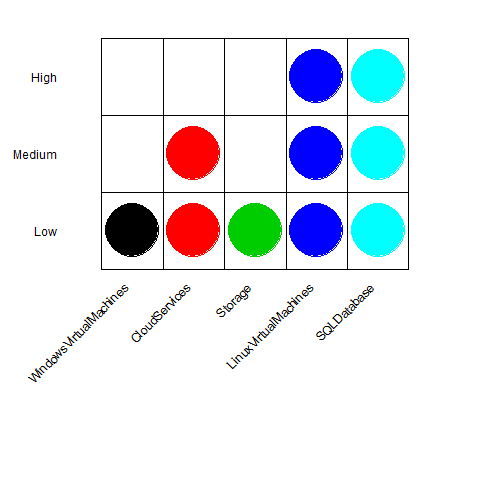 High
Medium
Low
WindowsVirtualMachines
CloudServices
Storage
LinuxVirtualMachines
SQLDatabase